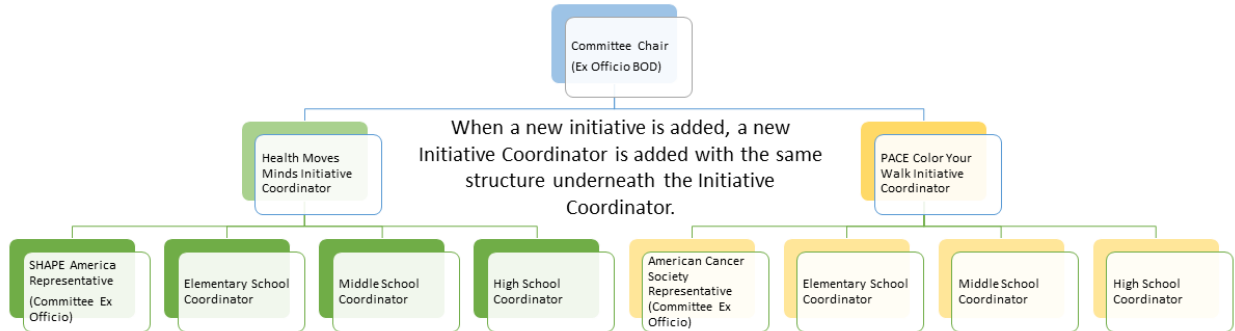 Committee Chair
(Ex Officio BOD)
When a new initiative is added, a new
Initiative Coordinator is added with the same
structure underneath the Initiative
Coordinator.
Health Moves
Minds Initiative
Coordinator
PACE Color Your
Walk Initiative
Coordinator
SHAPE America
Representative
(Committee Ex
Officio)
Elementary School
Coordinator
Middle School
Coordinator
High School
Coordinator
American Cancer
Society
Representative
(Committee Ex
Officio)
Elementary School
Coordinator
Middle School
Coordinator
High School
Coordinator